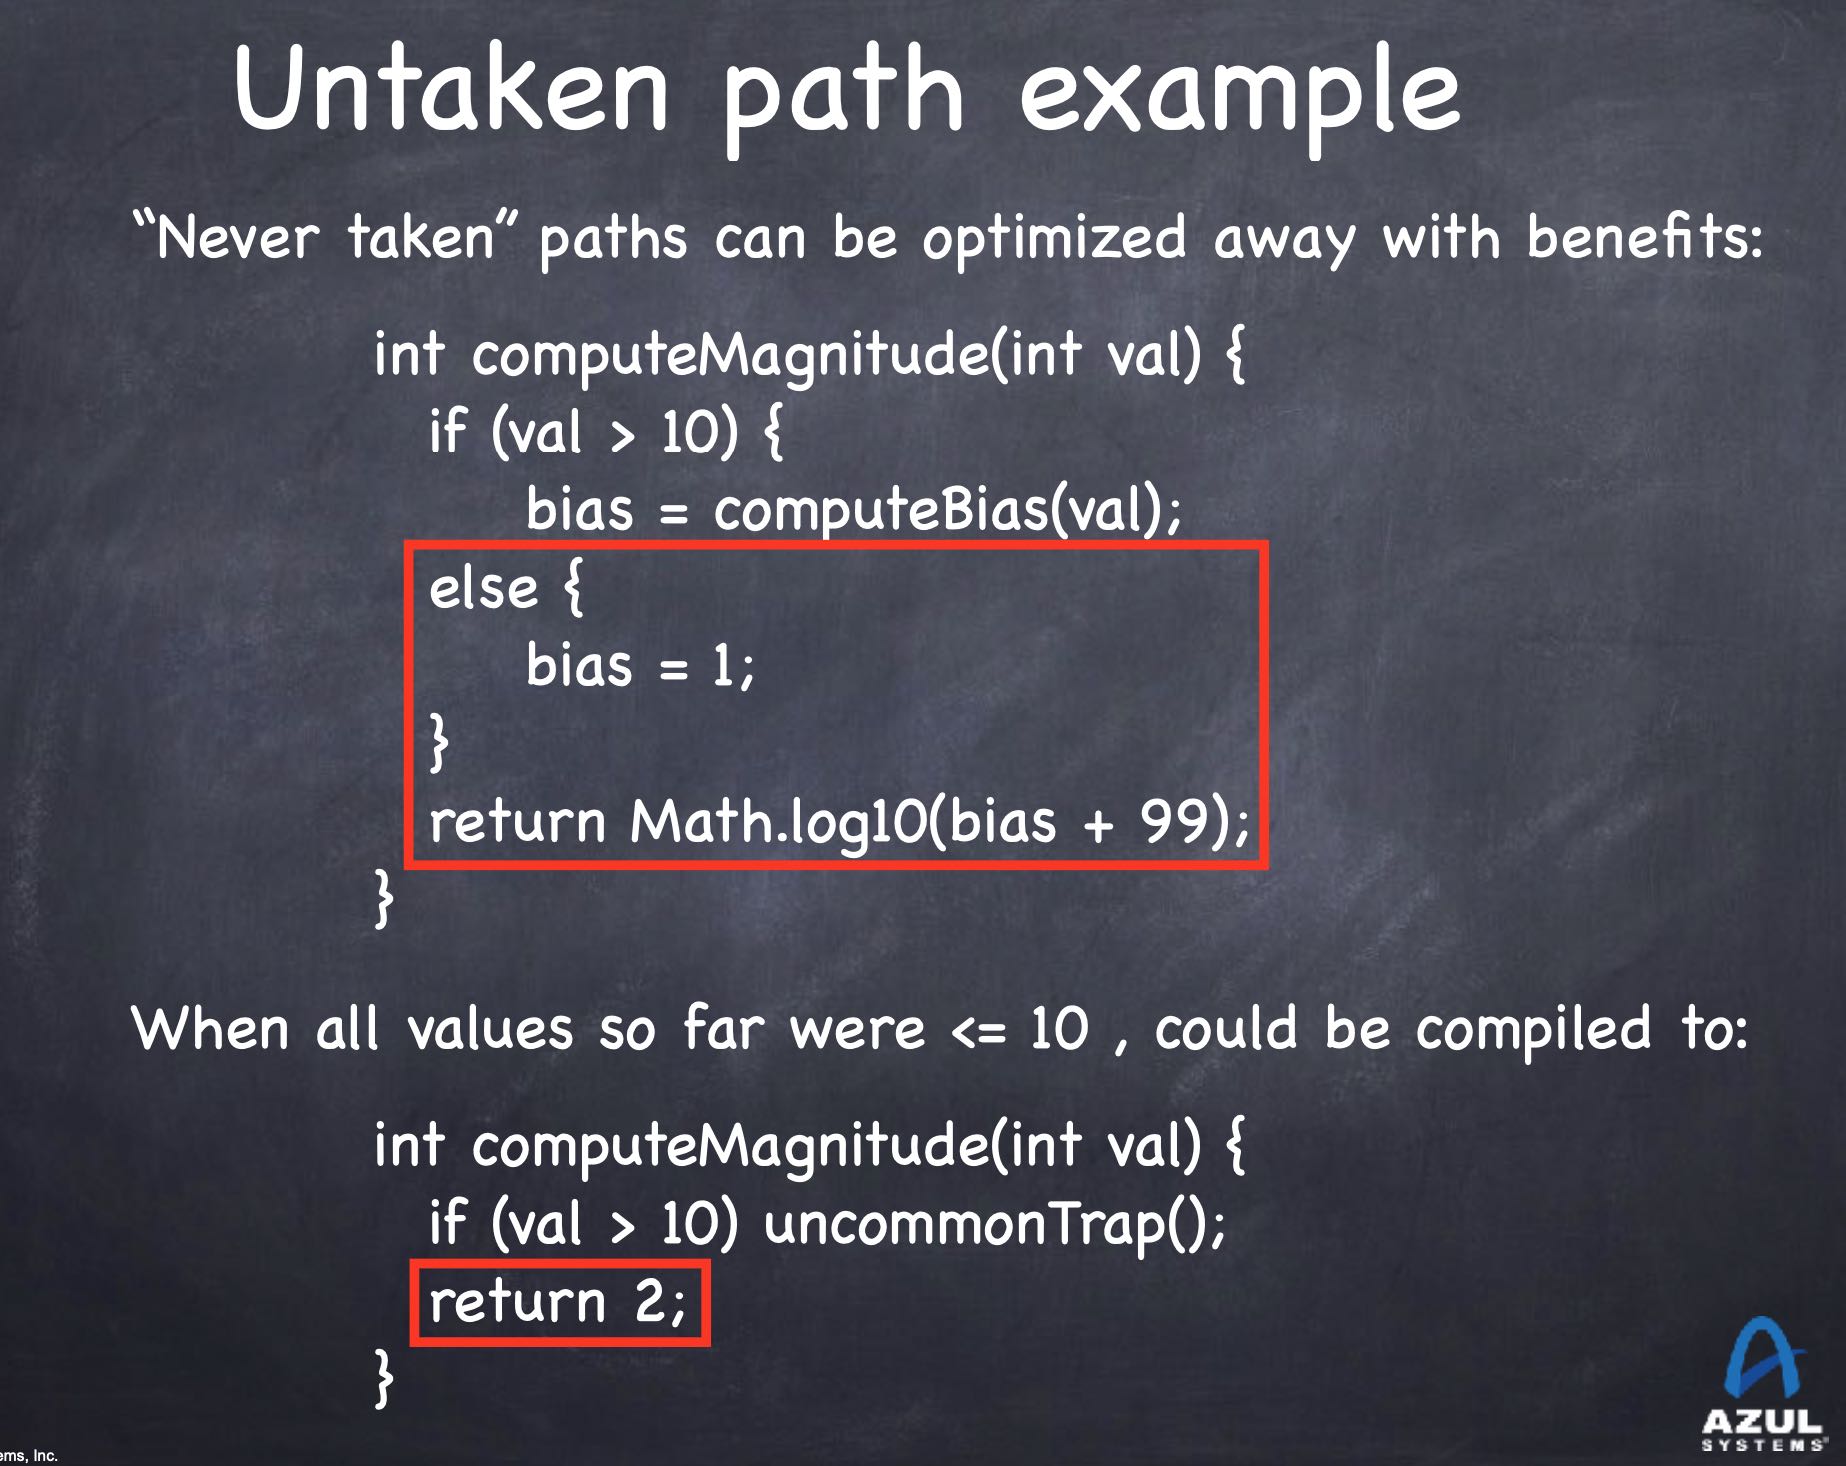 Untaken path example
“Never taken” paths can be optimized away with benefits:
int computeMagnitude(int val) {
if (val > 10) {
bias = computeBias(val);
else {
bias = 1;
}
return Math.log10(bias + 99);
}
When all values so far were <= 10 , could be compiled to:
int computeMagnitude(int val) {
if (val > 10) uncommonTrap();
return 2;
}
AZUL
SYSTEMS
ems, Inc.